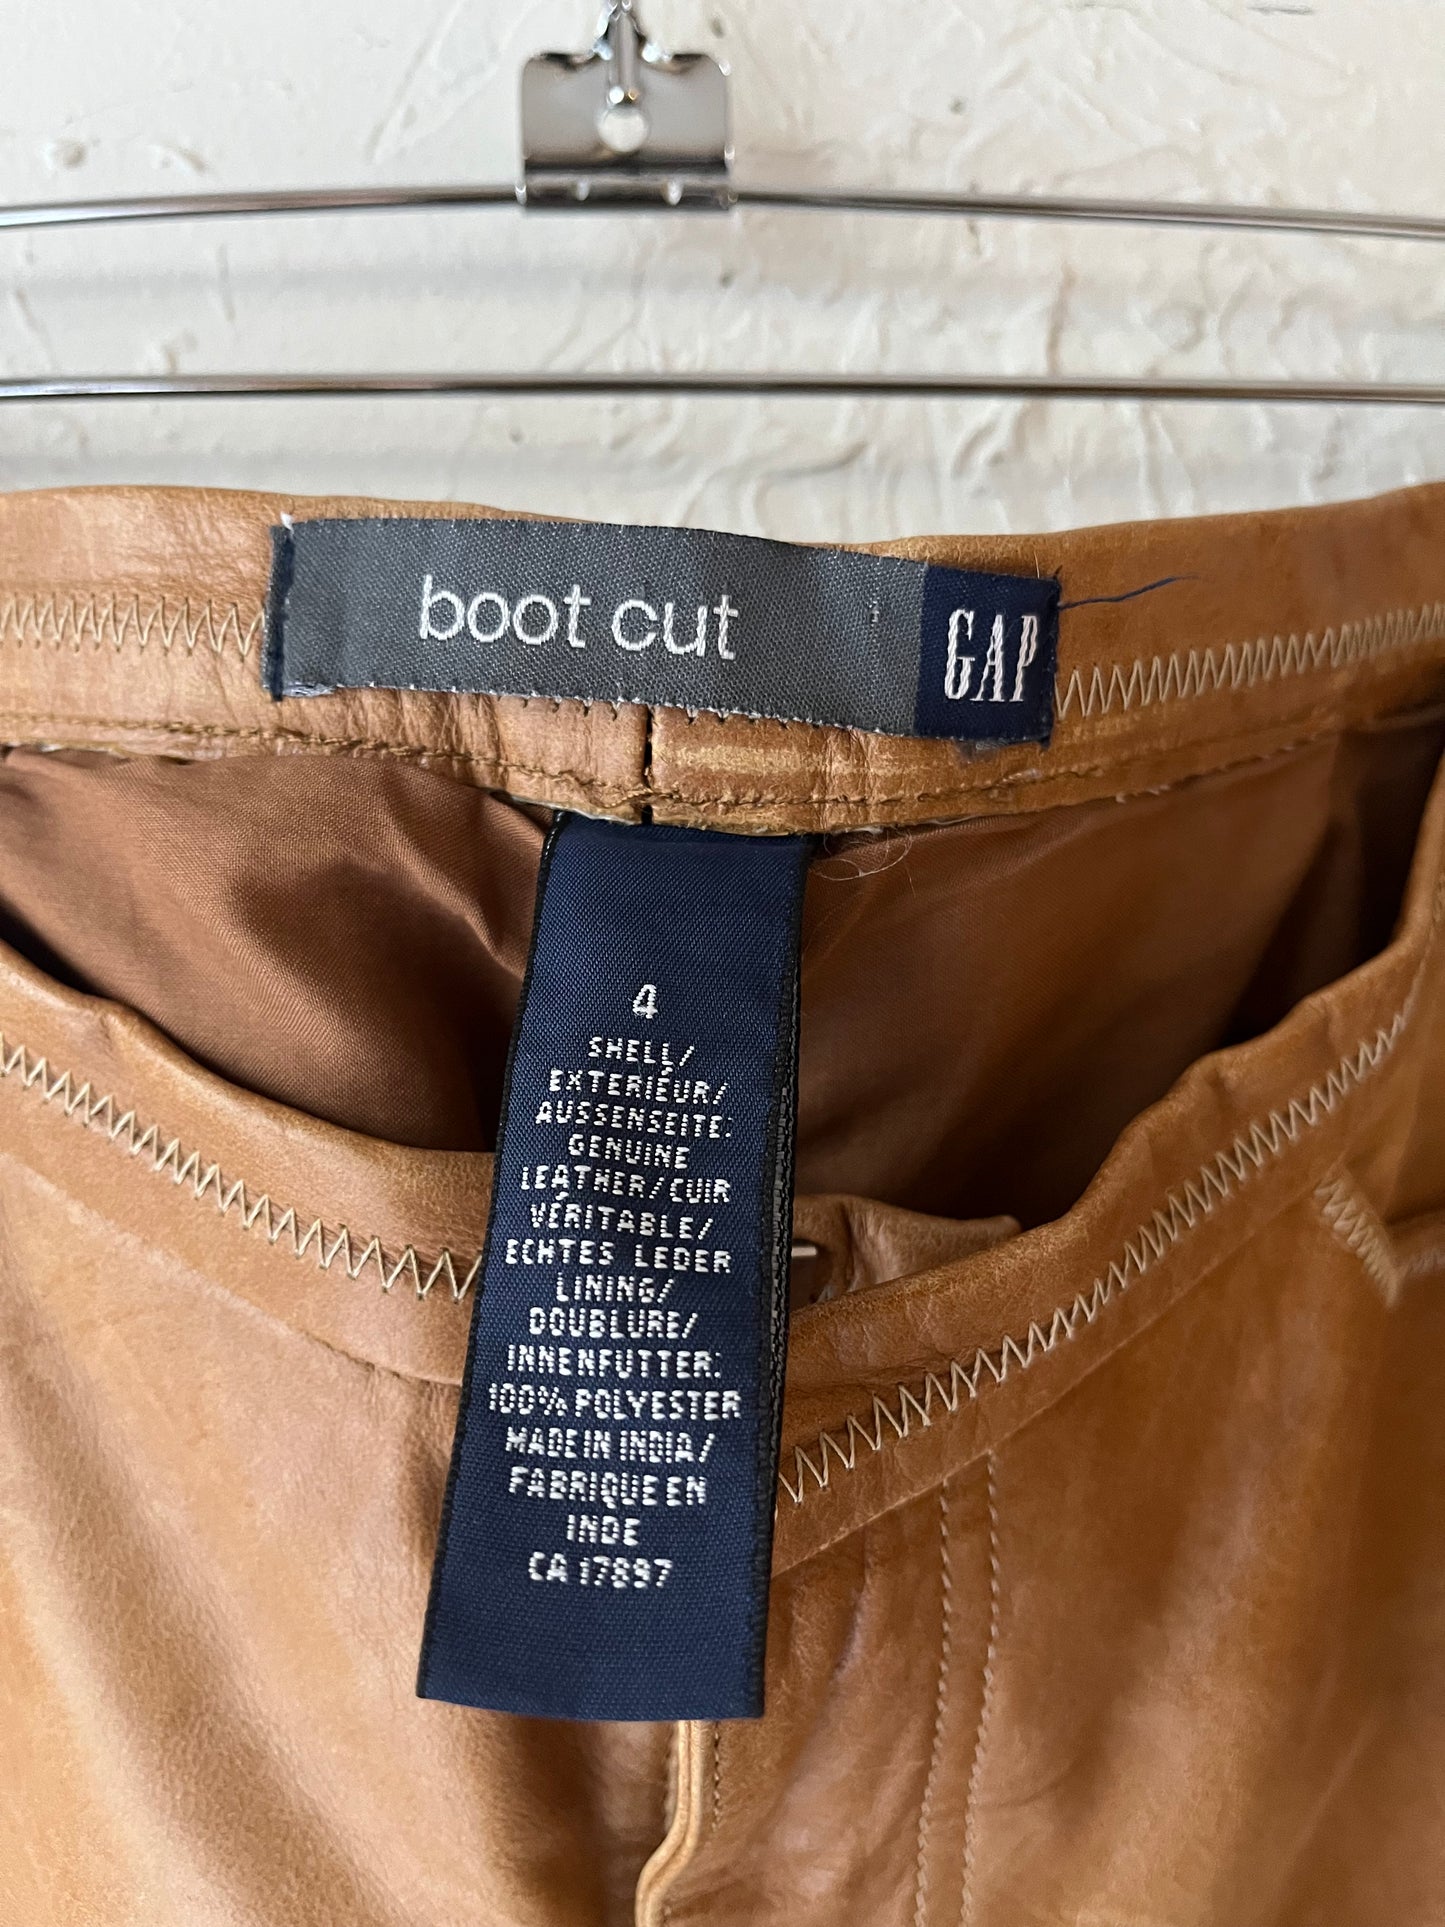 boot cut
GAP
4
SHELL/
EXTERIÉUR/
AUSSENSEITE:
GENUINE
LEATHER/CUIR
VÉRITABLE/
ECHTES LEDER
LINING/
DOUBLURE/
INNENFUTTER:
100% POLYESTER
MADE IN INDIA/
FABRIQUE EN
INDE
CA 17897